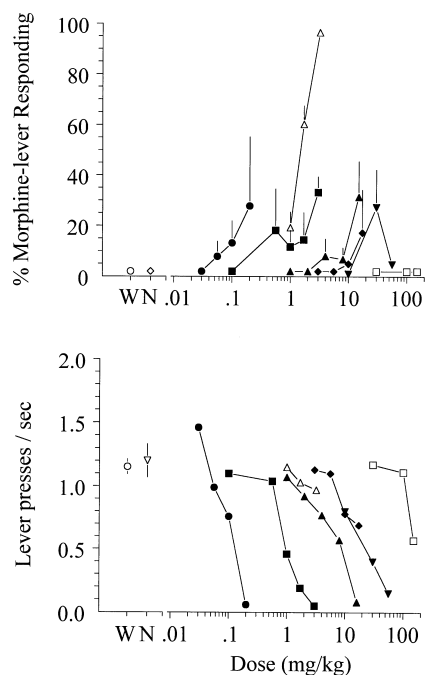 % Morphine-lever Responding
100
80
60
40
20
0
W N .01 .1 1 10 100
Lever presses / sec
2.0
1.5
1.0
0.5
0.0
W N .01 .1 1 10 100
Dose (mg/kg)